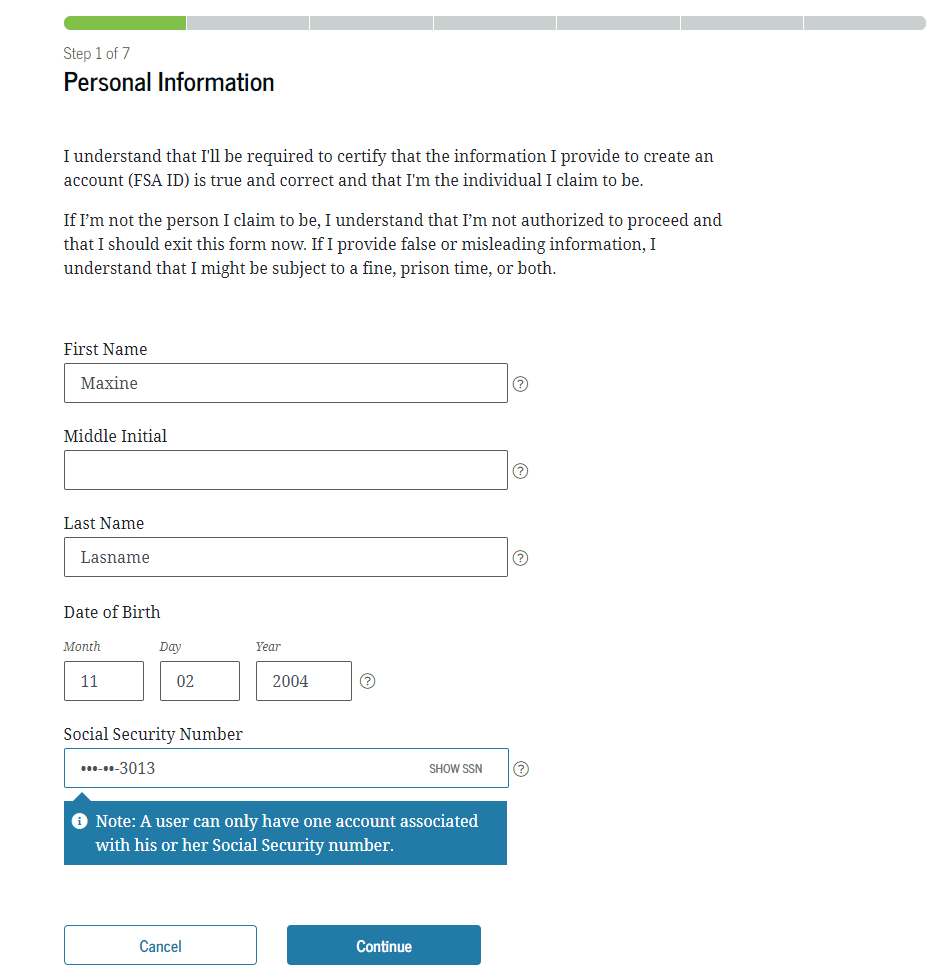 Step 1 of 7
Personal Information
I understand that I'll be required to certify that the information I provide to create an
account (FSA ID) is true and correct and that I'm the individual I claim to be.
If I’m not the person I claim to be, I understand that I’m not authorized to proceed and
that I should exit this form now. If I provide false or misleading information, I
understand that I might be subject to a fine, prison time, or both.
First Name
Maxine
?
Middle Initial
?
Last Name
Lasname
?
Date of Birth
Month Day Year
11 02 2004 ?
Social Security Number
•••-••-3013 SHOW SSN ?
i Note: A user can only have one account associated
with his or her Social Security number.
Cancel Continue